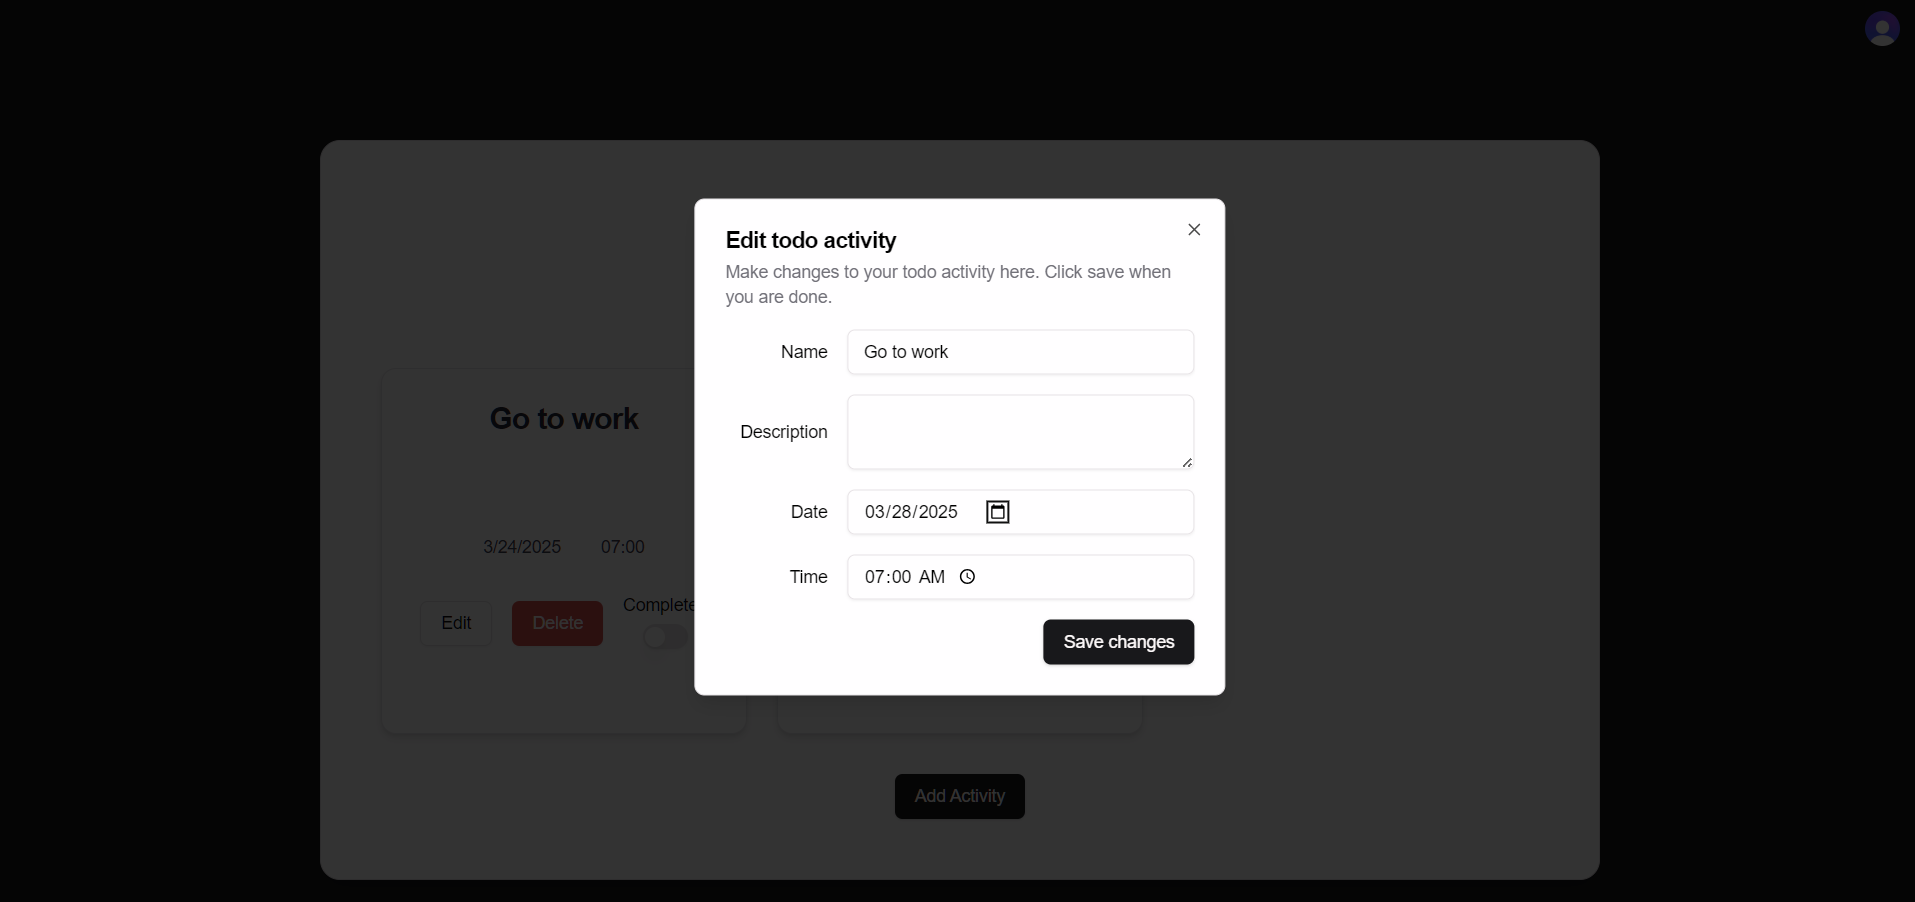 Edit todo activity
Make changes to your todo activity here. Click save when
you are done.
Name
Go to work
Description
Date
03/28/2025
Time
07:00 AM
Save changes
Go to work
3/24/2025
07:00
Edit
Delete
Complete
Add Activity